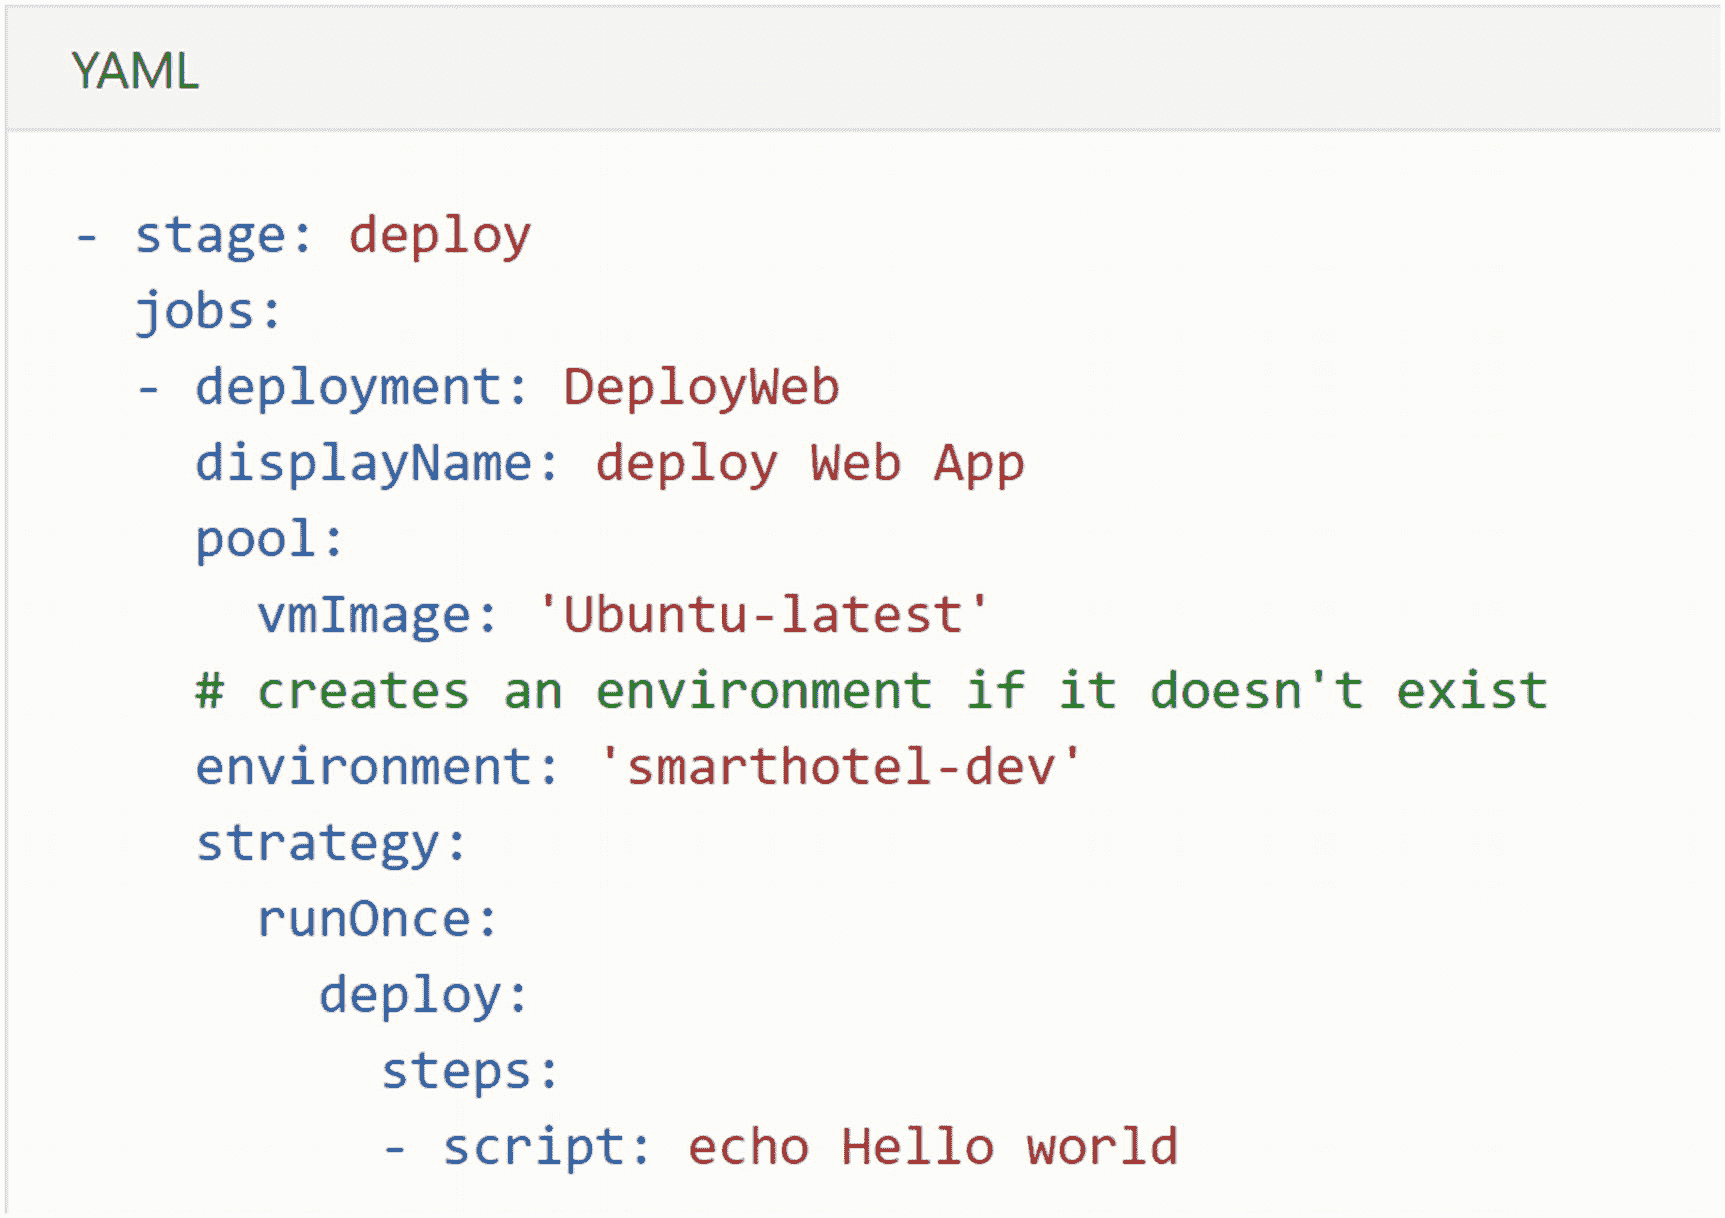 YAML
- stage: deploy
  jobs:
  - deployment: DeployWeb
    displayName: deploy Web App
    pool:
      vmImage: 'Ubuntu-latest'
    # creates an environment if it doesn't exist
    environment: 'smarthotel-dev'
    strategy:
      runOnce:
        deploy:
          steps:
          - script: echo Hello world